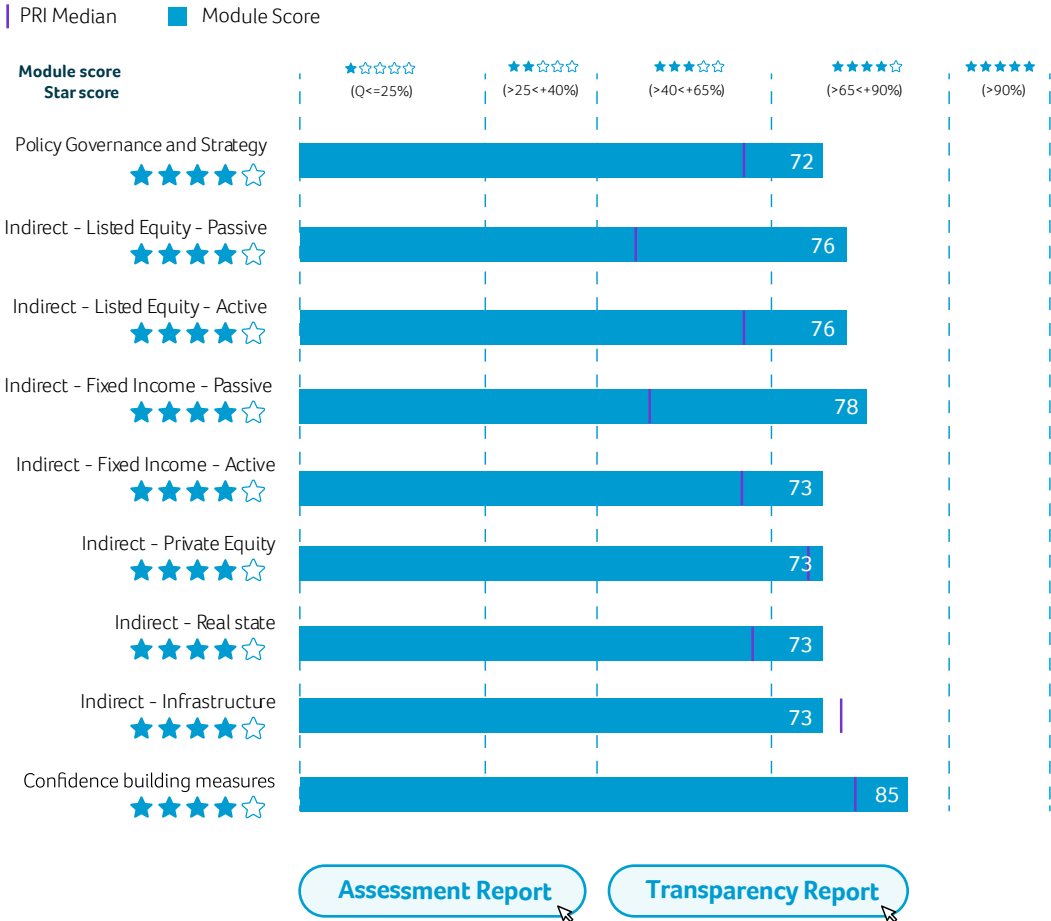 PRI Median
Module Score
Module score
Star score
(Q<=25%)
(>25<+40%)
(>40<+65%)
(>65<+90%)
(>90%)
Policy Governance and Strategy
72
Indirect - Listed Equity - Passive
76
Indirect - Listed Equity - Active
76
Indirect - Fixed Income - Passive
78
Indirect - Fixed Income - Active
73
Indirect - Private Equity
73
Indirect - Real state
73
Indirect - Infrastructure
73
Confidence building measures
85
Assessment Report
Transparency Report